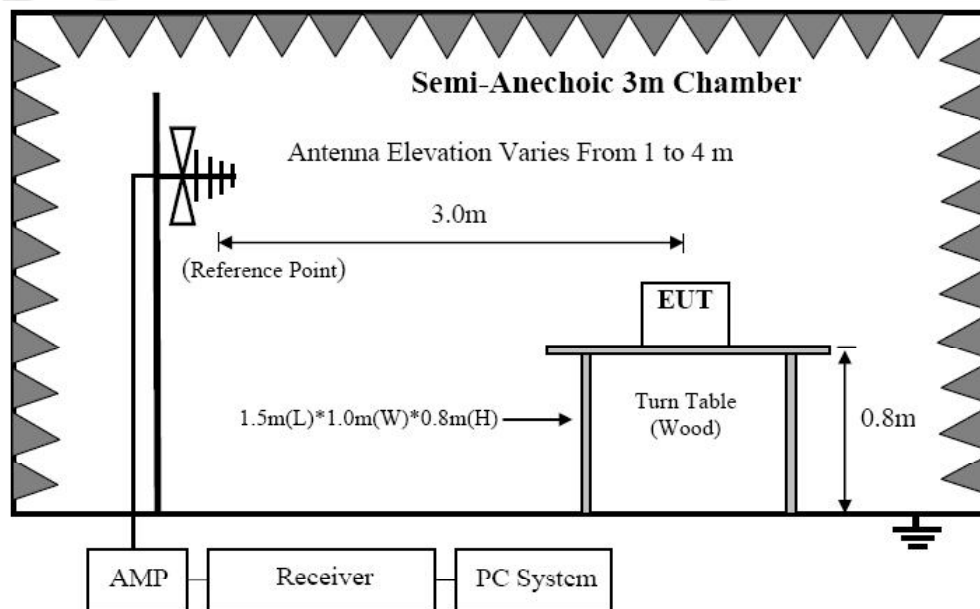 Semi-Anechoic 3m Chamber
Antenna Elevation Varies From 1 to 4 m
3.0m
(Reference Point)
EUT
1.5m(L)*1.0m(W)*0.8m(H)
Turn Table
(Wood)
0.8m
AMP
Receiver
PC System